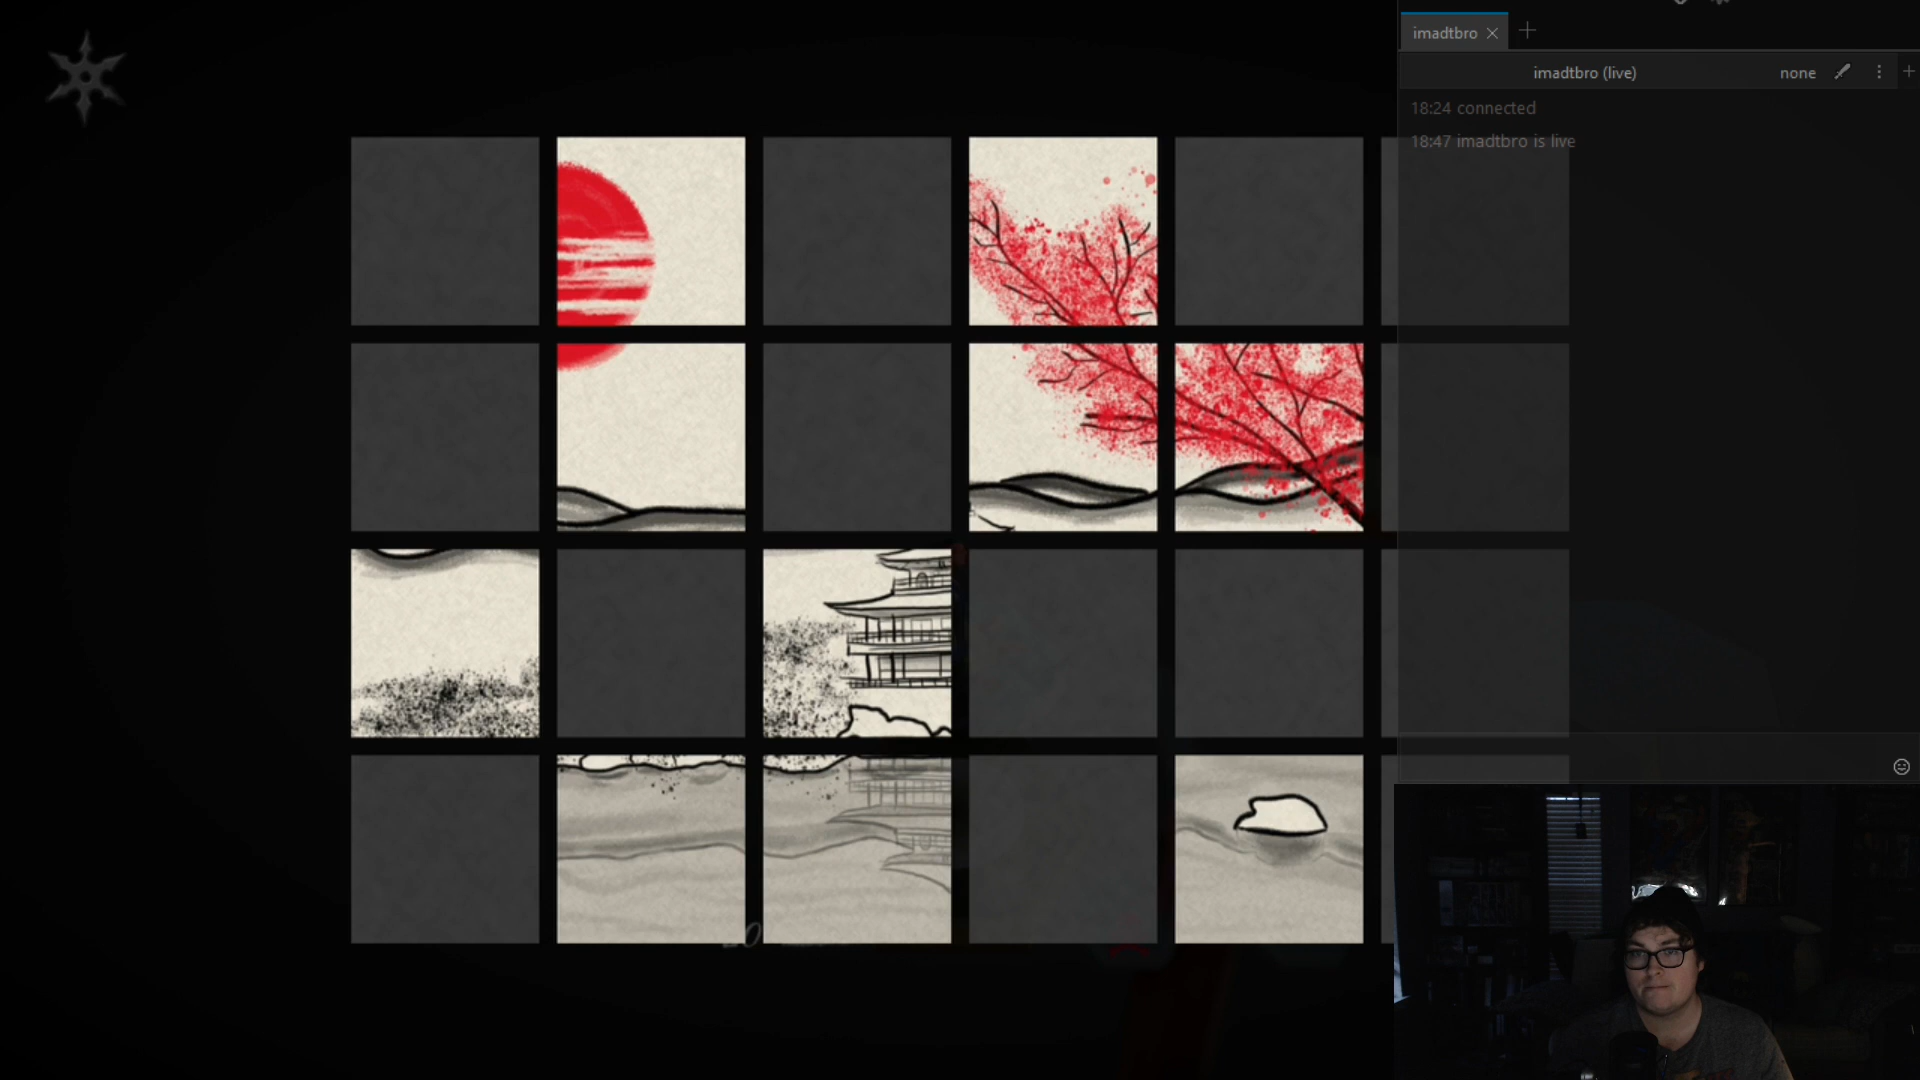 imadtbro
imadtbro (live)
none
18:24 connected
18:47 imadtbro is live